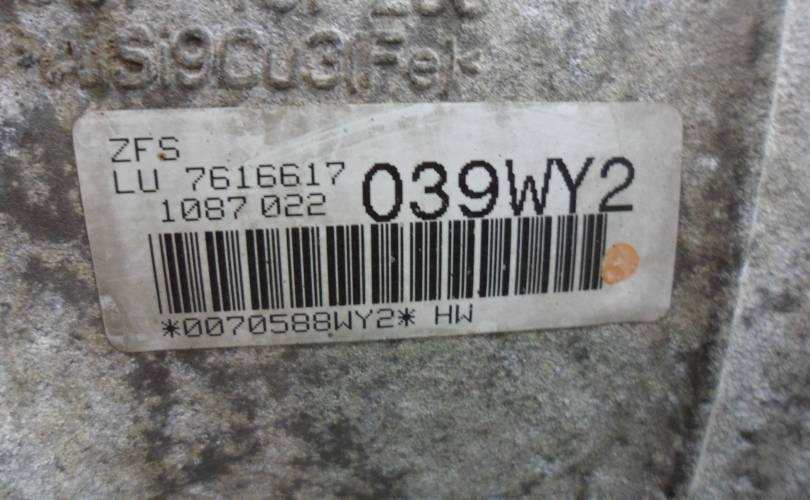 AlSi9Cu3(Fe)<
ZFS
LU 7616617
1087 022
039WY2
*0070588WY2* HW